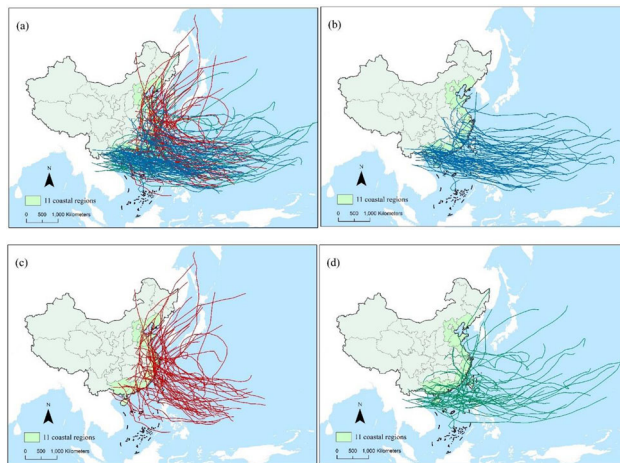 (a)
N
11 coastal regions
0 500 1,000 Kilometers
(b)
N
11 coastal regions
0 500 1,000 Kilometers
(c)
N
11 coastal regions
0 500 1,000 Kilometers
(d)
N
11 coastal regions
0 500 1,000 Kilometers